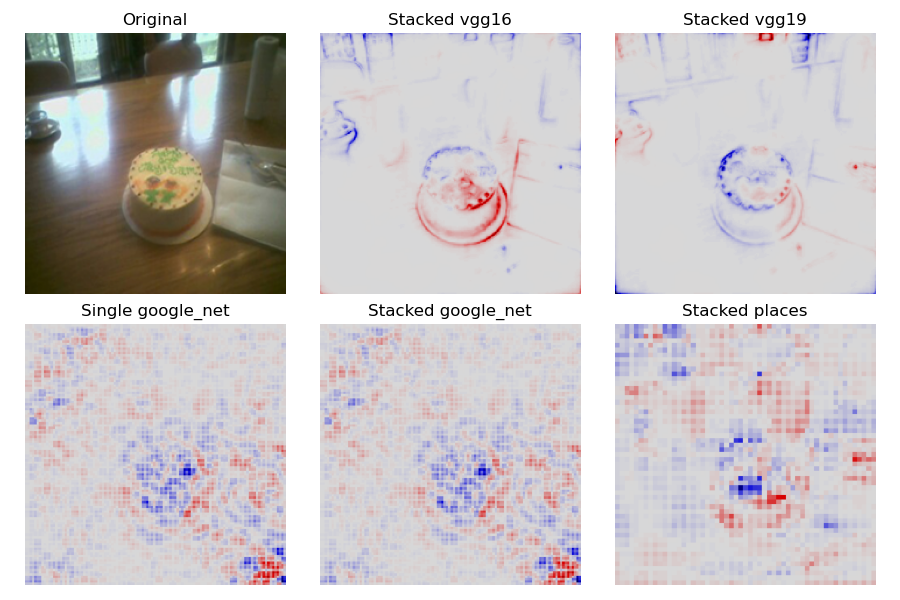 Original
Stacked vgg16
Stacked vgg19
Single google_net
Stacked google_net
Stacked places